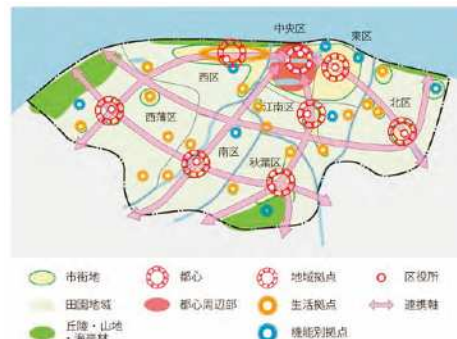 中央区
東区
西区
北区
西蒲区
江南区
南区
秋葉区
市街地
都心
地域拠点
区役所
田園地域
都心周辺部
生活拠点
連携軸
丘陵・山地
・海岸林
機能別拠点